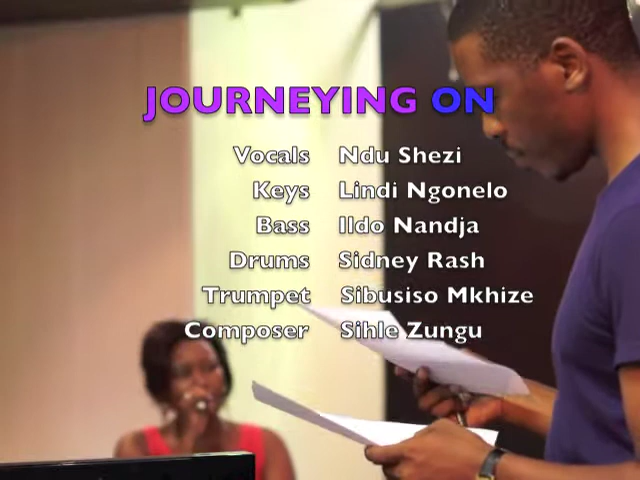 JOURNEYING ON
Vocals Ndu Shezi
Keys Lindi Ngonelo
Bass Ildo Nandja
Drums Sidney Rash
Trumpet Sibusiso Mkhize
Composer Sihle Zungu